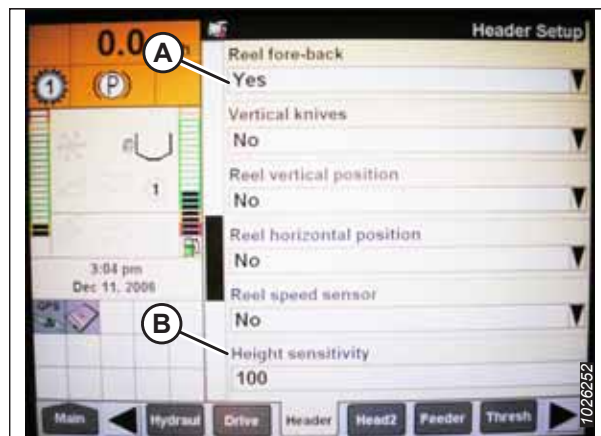 Header Setup
0.0
A
Reel fore-back
Yes
1
P
Vertical knives
No
Reel vertical position
No
1
Reel horizontal position
No
3:04 pm
Dec 11, 2006
Reel speed sensor
No
GPS
B
Height sensitivity
100
Main
Hydraul
Drive
Header
Head2
Feeder
Thresh
1026252